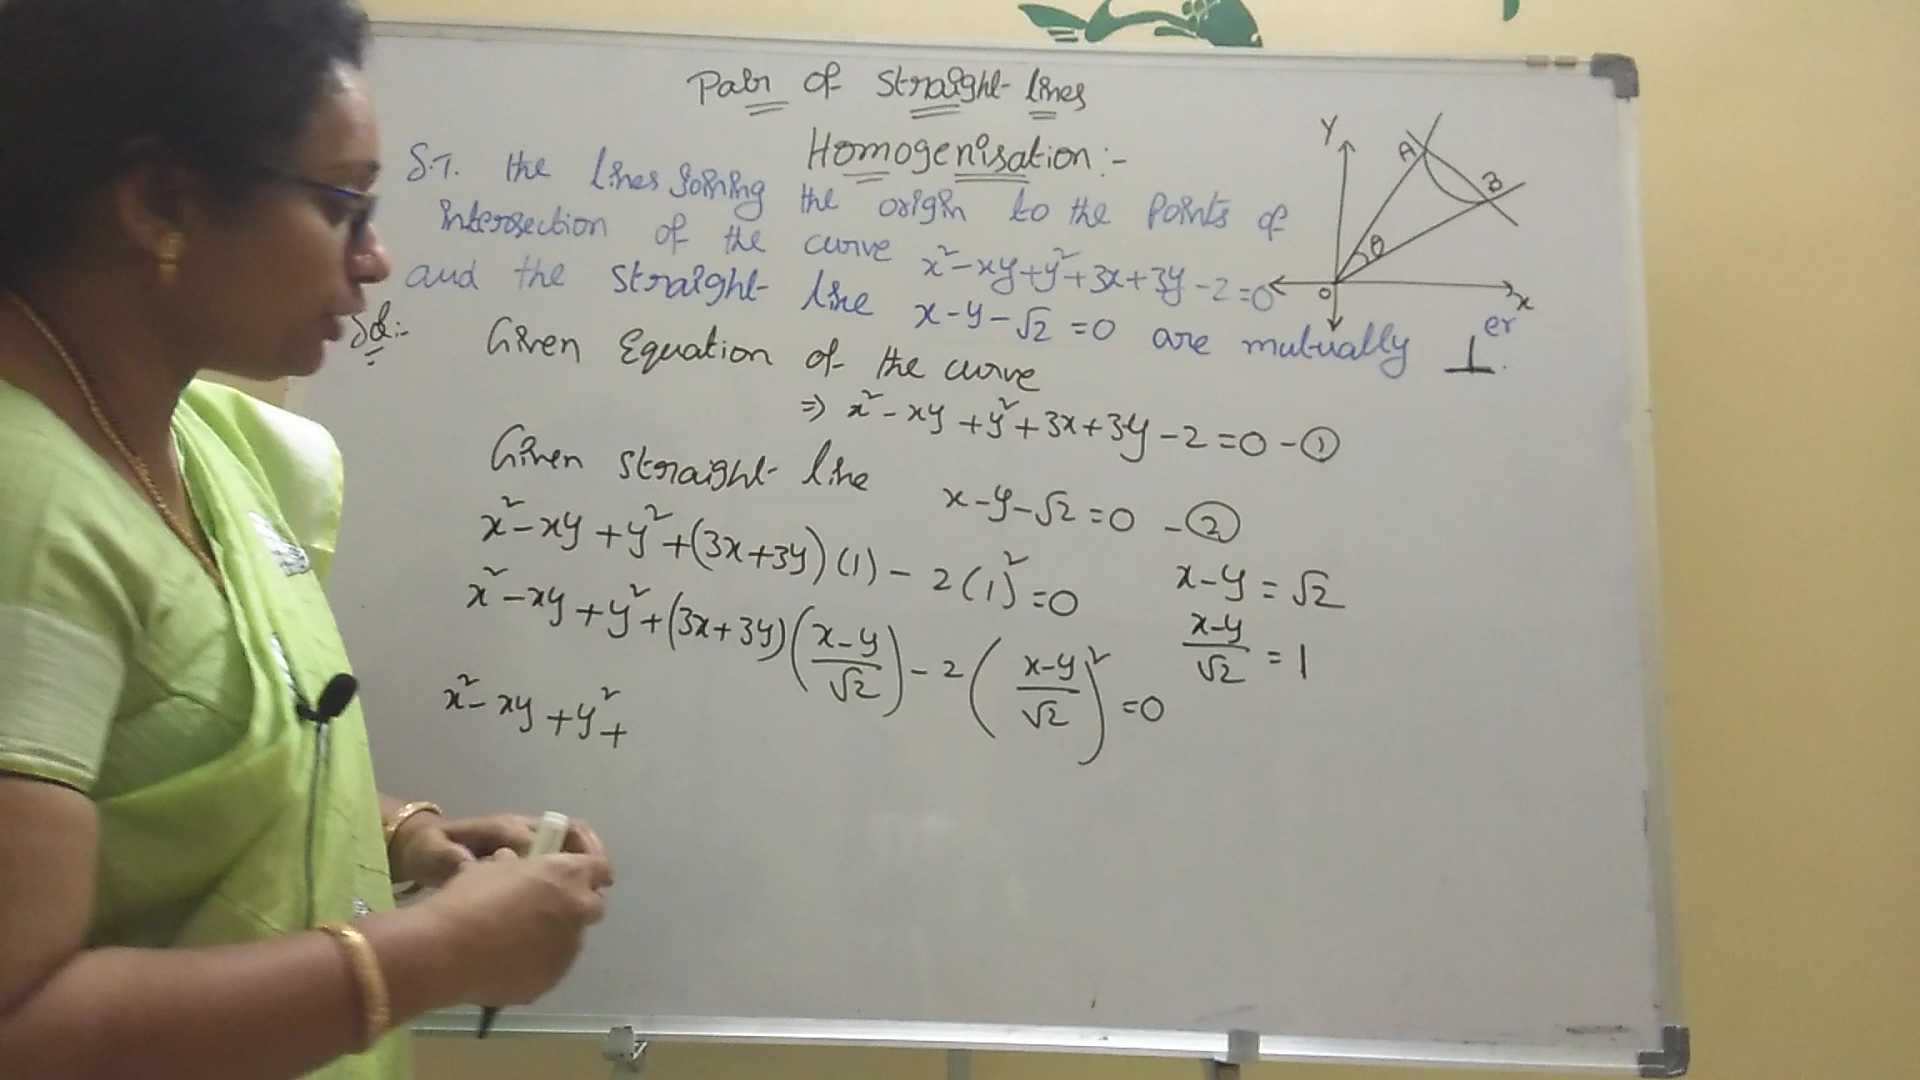 Pair of straight lines
Homogenisation:-
S.T. the lines joining the origin to the points of
intersection of the curve x²-xy+y²+3x+3y-2=0
and the straight line x-y-√2=0 are mutually ⊥er.
Sol:-
Given Equation of the curve
⇒ x²-xy+y²+3x+3y-2=0-①
Given straight line x-y-√2=0 -②
x²-xy+y²+(3x+3y)(1)-2(1)²=0
x-y=√2
x²-xy+y²+(3x+3y)(x-y/√2)-2(x-y/√2)²=0
x-y/√2=1
x²-xy+y²+
Y
A
B
θ
O
x